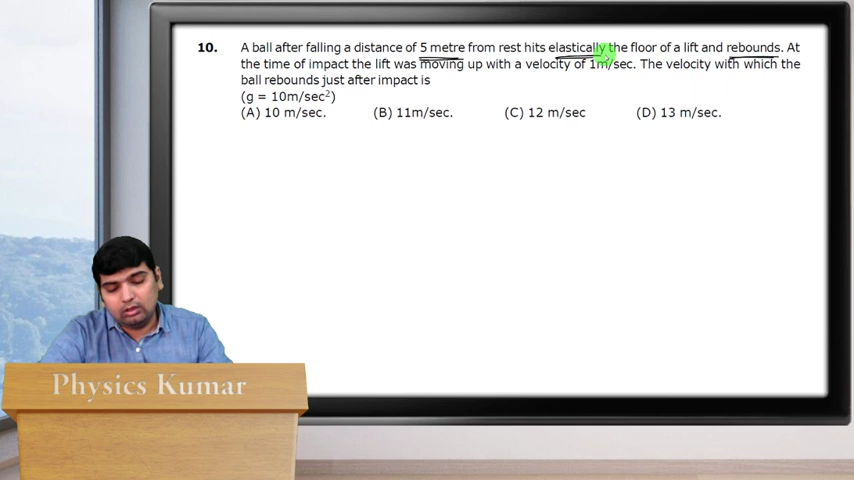 10. A ball after falling a distance of 5 metre from rest hits elastically the floor of a lift and rebounds. At
the time of impact the lift was moving up with a velocity of 1m/sec. The velocity with which the
ball rebounds just after impact is
(g = 10m/sec²)
(A) 10 m/sec. (B) 11m/sec. (C) 12 m/sec (D) 13 m/sec.
Physics Kumar